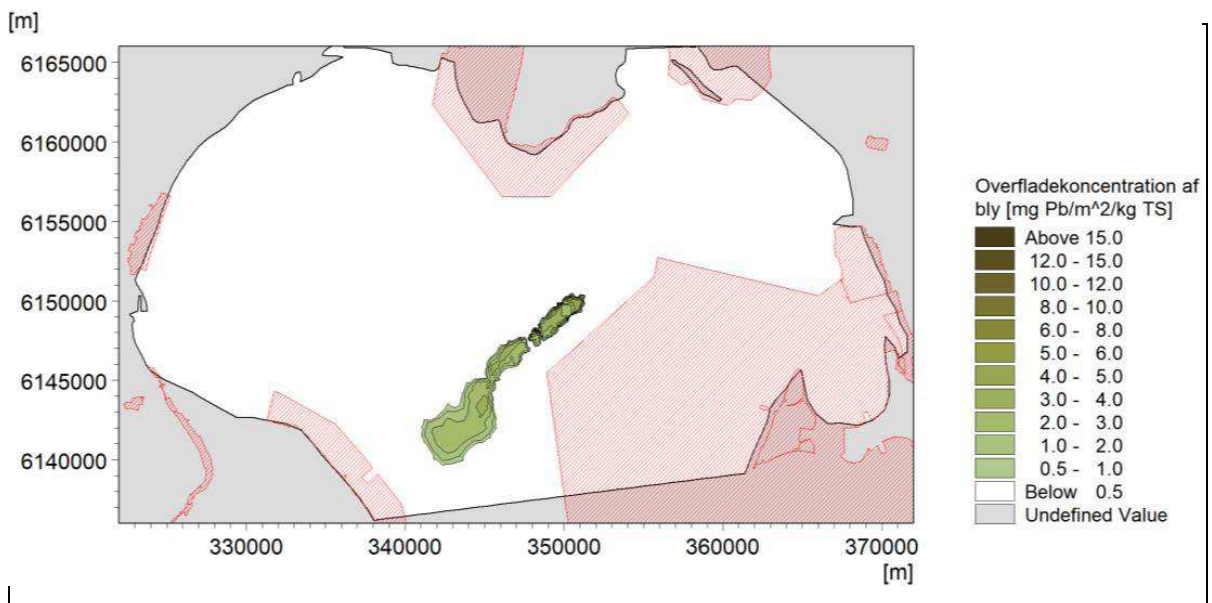 [m]
6165000
6160000
6155000
6150000
6145000
6140000
330000 340000 350000 360000 370000
[m]
Overfladekoncentration af
bly [mg Pb/m^2/kg TS]
Above 15.0
12.0 - 15.0
10.0 - 12.0
8.0 - 10.0
6.0 - 8.0
5.0 - 6.0
4.0 - 5.0
3.0 - 4.0
2.0 - 3.0
1.0 - 2.0
0.5 - 1.0
Below 0.5
Undefined Value